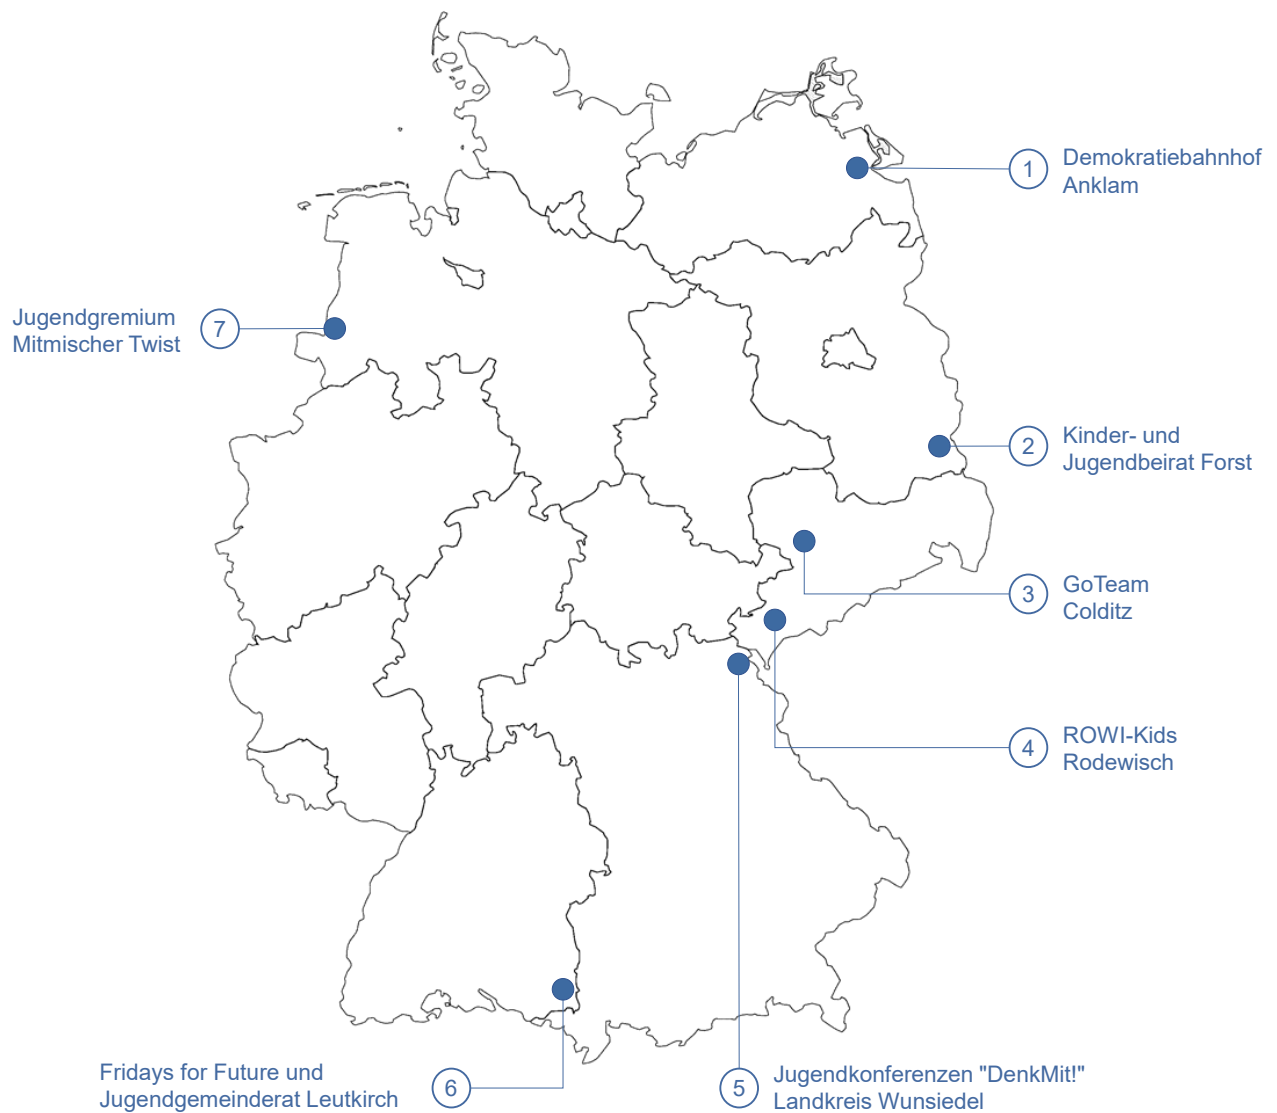 1
Demokratiebahnhof
Anklam
Jugendgremium
Mitmischer Twist
7
2
Kinder- und
Jugendbeirat Forst
3
GoTeam
Colditz
4
ROWI-Kids
Rodewisch
Fridays for Future und
Jugendgemeinderat Leutkirch
6
5
Jugendkonferenzen "DenkMit!"
Landkreis Wunsiedel